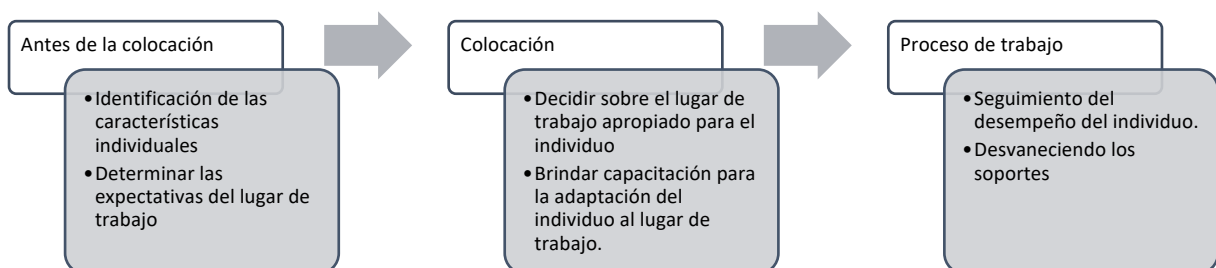 Antes de la colocación
•Identificación de las
características
individuales
•Determinar las
expectativas del lugar de
trabajo
Colocación
•Decidir sobre el lugar de
trabajo apropiado para el
individuo
•Brindar capacitación para
la adaptación del
individuo al lugar de
trabajo.
Proceso de trabajo
•Seguimiento del
desempeño del individuo.
•Desvaneciendo los
soportes